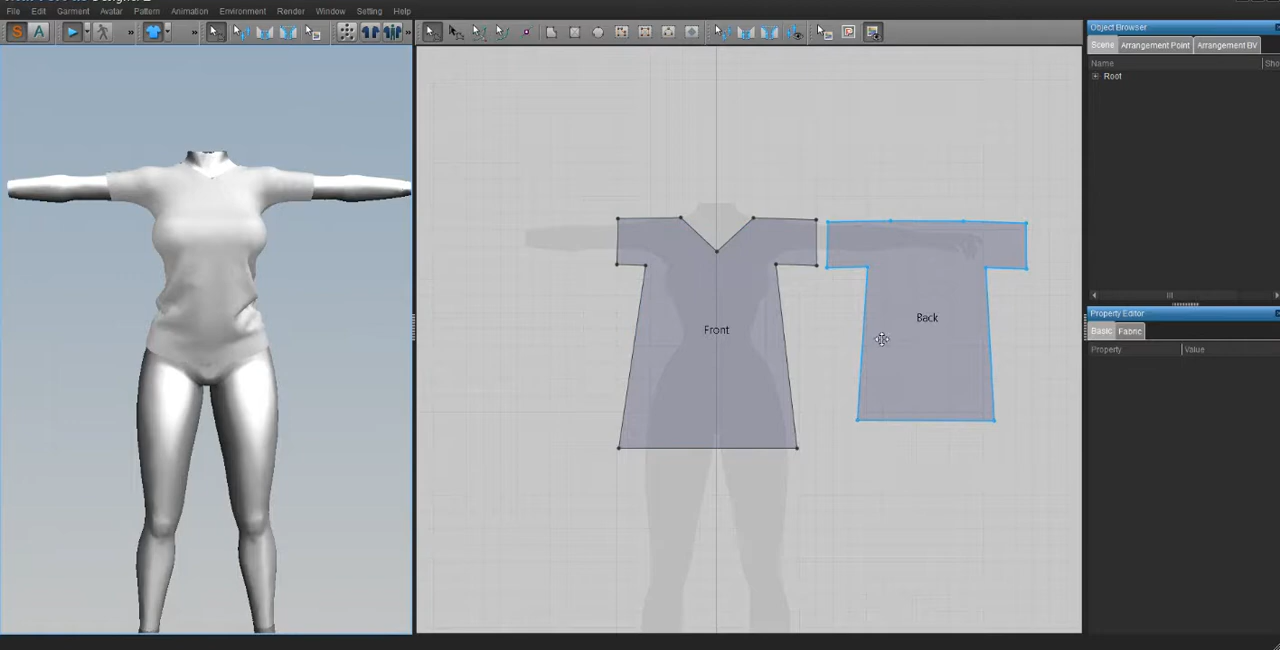 File Edit Garment Avatar Pattern Animation Environment Render Window Setting Help
S A
Object Browser
Scene Arrangement Point Arrangement BV
Name Sho
Root
Front
Back
Property Editor
Basic Fabric
Property Value